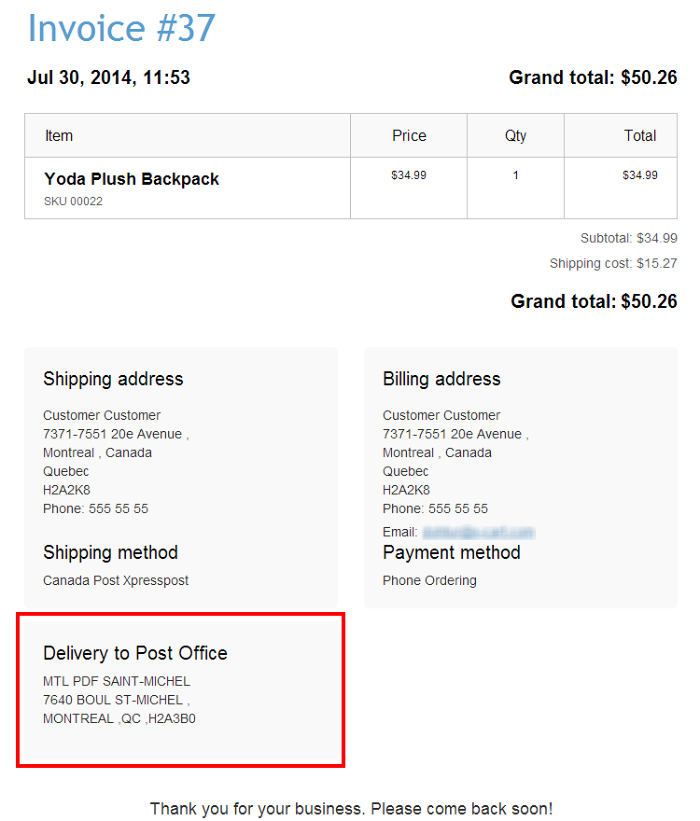 Invoice #37
Jul 30, 2014, 11:53
Grand total: $50.26
Item Price Qty Total
Yoda Plush Backpack $34.99 1 $34.99
SKU 00022
Subtotal: $34.99
Shipping cost: $15.27
Grand total: $50.26
Shipping address
Customer Customer
7371-7551 20e Avenue ,
Montreal , Canada
Quebec
H2A2K8
Phone: 555 55 55
Shipping method
Canada Post Xpresspost
Billing address
Customer Customer
7371-7551 20e Avenue ,
Montreal , Canada
Quebec
H2A2K8
Phone: 555 55 55
Email:
Payment method
Phone Ordering
Delivery to Post Office
MTL PDF SAINT-MICHEL
7640 BOUL ST-MICHEL ,
MONTREAL ,QC ,H2A3B0
Thank you for your business. Please come back soon!